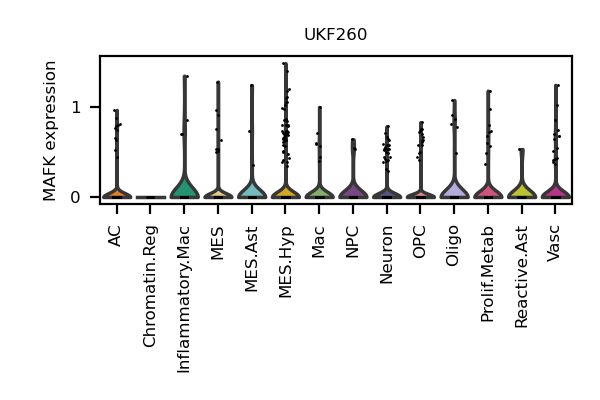 UKF260
MAFK expression
1
0
AC
Chromatin.Reg
Inflammatory.Mac
MES
MES.Ast
MES.Hyp
Mac
NPC
Neuron
OPC
Oligo
Prolif.Metab
Reactive.Ast
Vasc